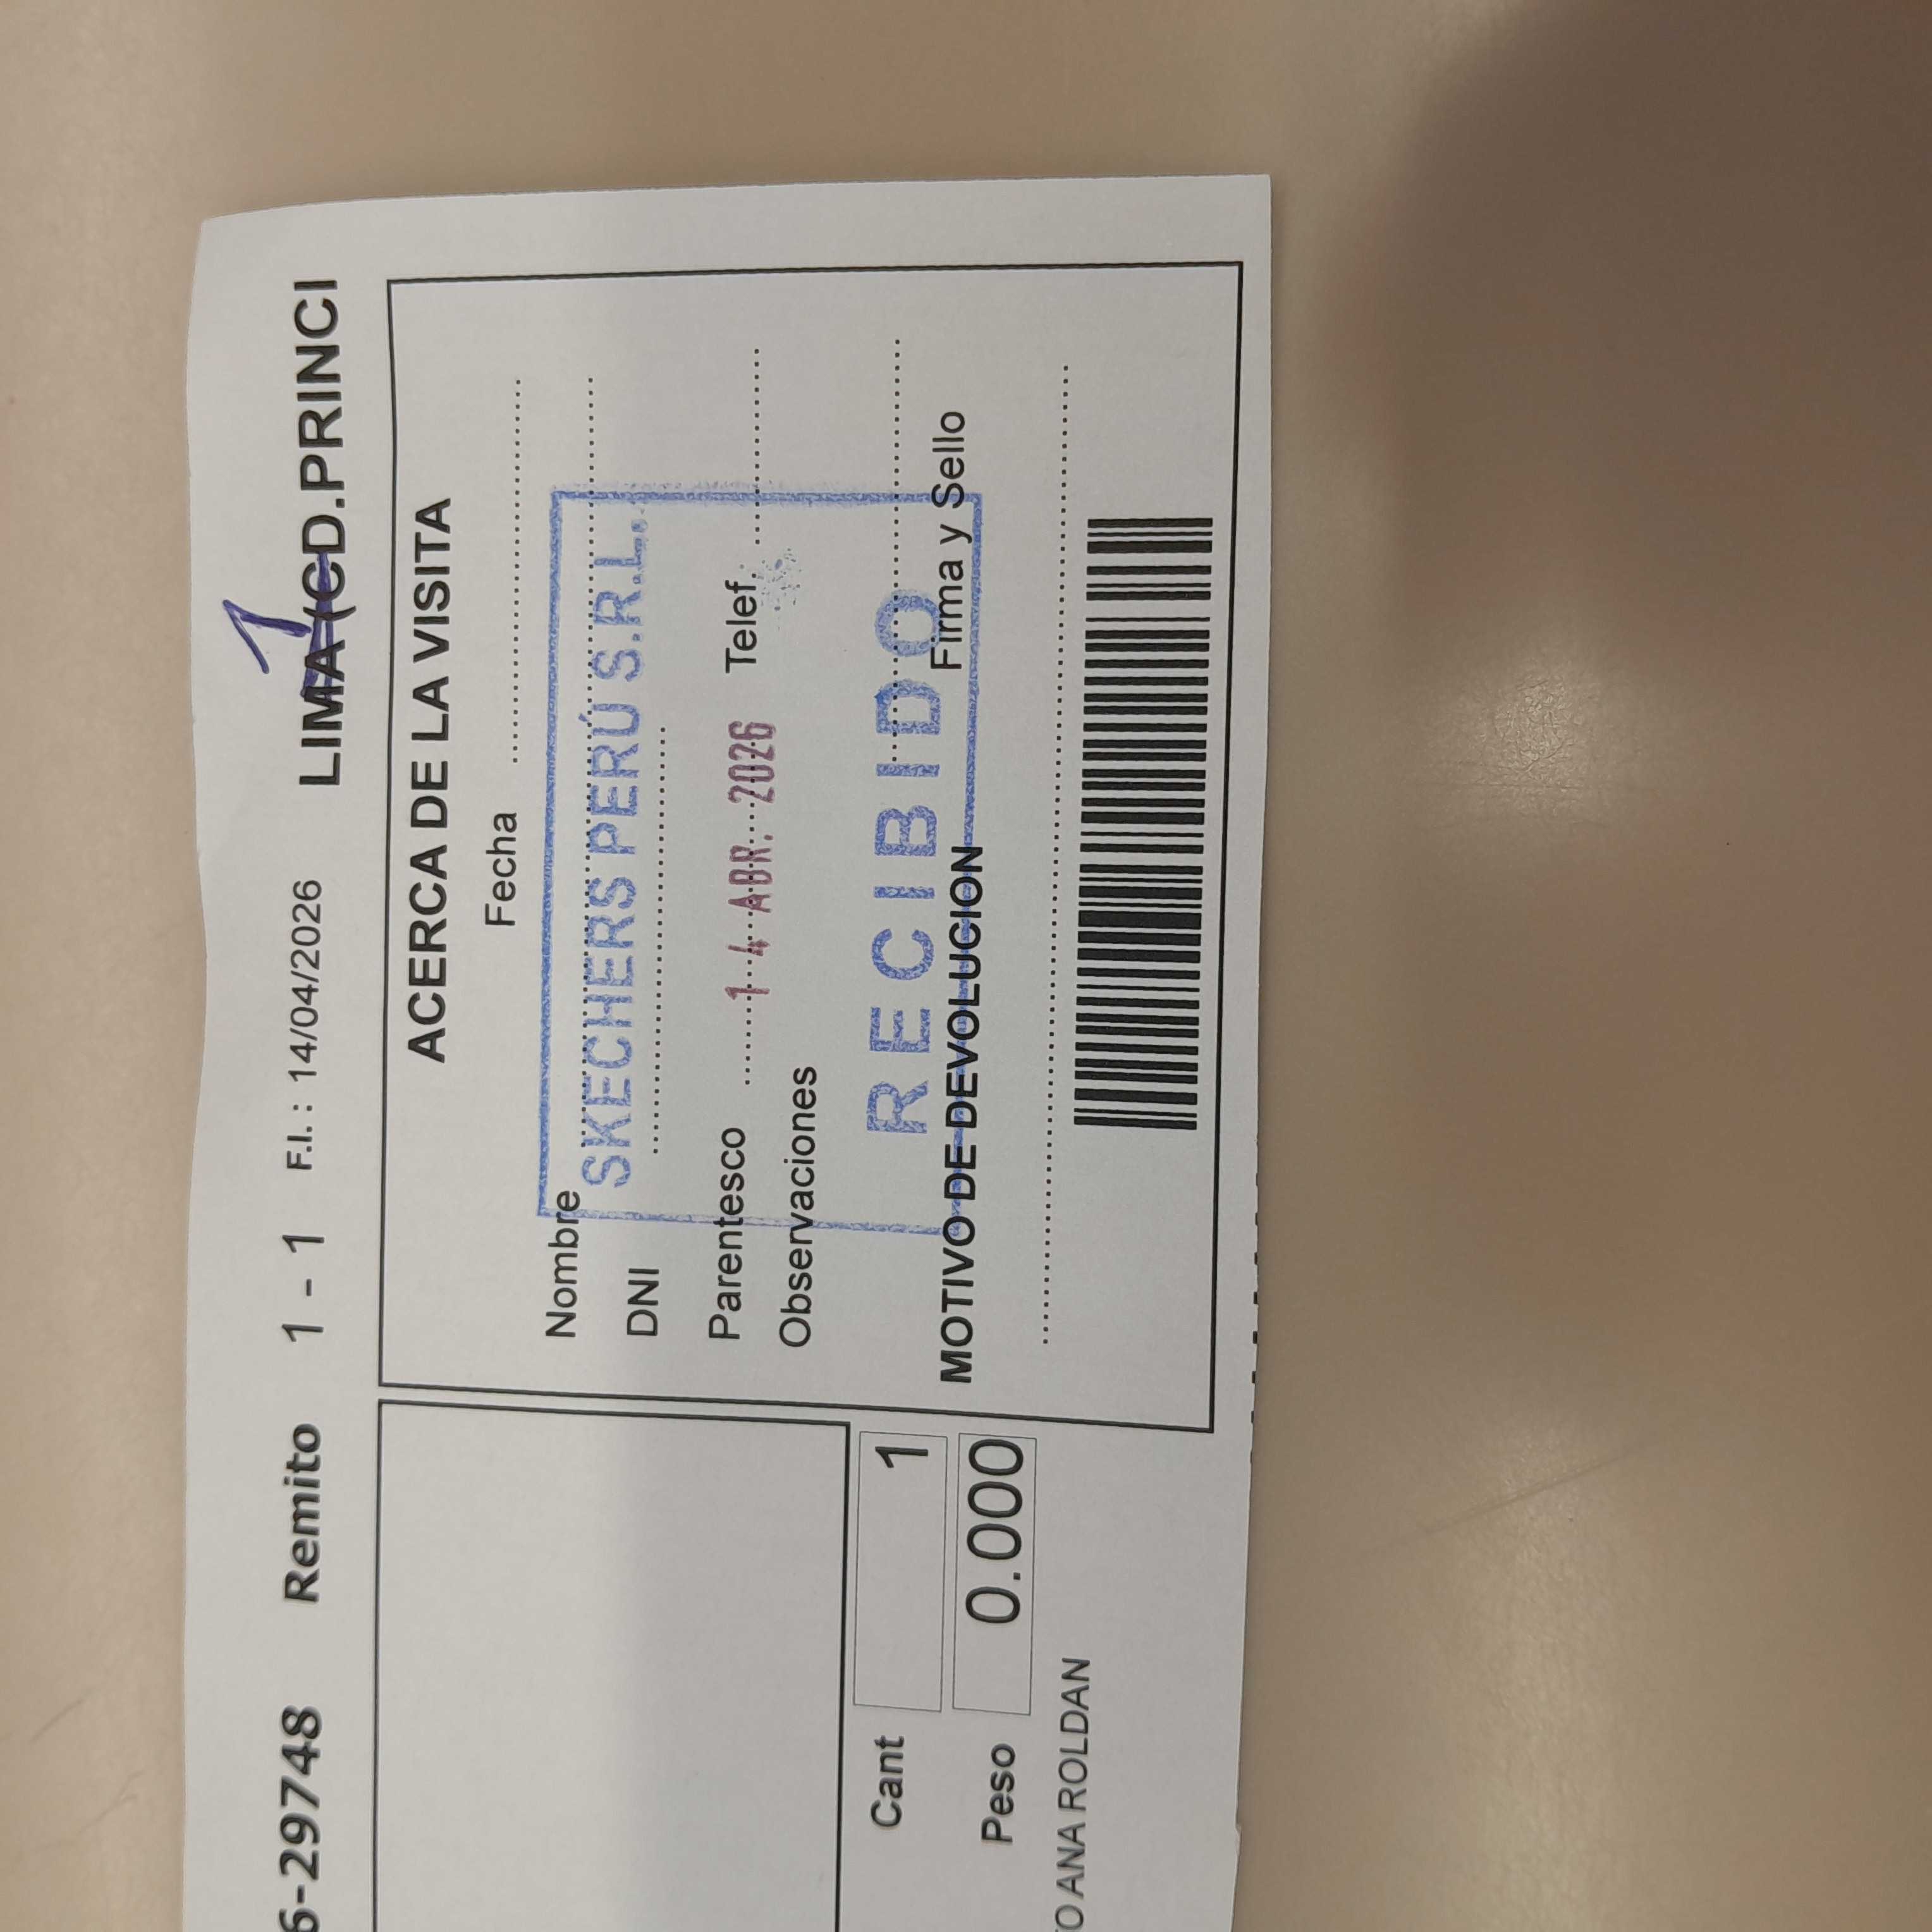 6-29748 Remito 1 - 1 F.I. : 14/04/2026 LIMA (CD.PRINCI
1
ACERCA DE LA VISITA
Fecha
Nombre
SKECHERS PERÚ S.R.L.
DNI
Parentesco 14 ABR. 2026 Telef.
Observaciones
RECIBIDO
Firma y Sello
MOTIVO DE DEVOLUCION
Cant 1
Peso 0.000
O ANA ROLDAN